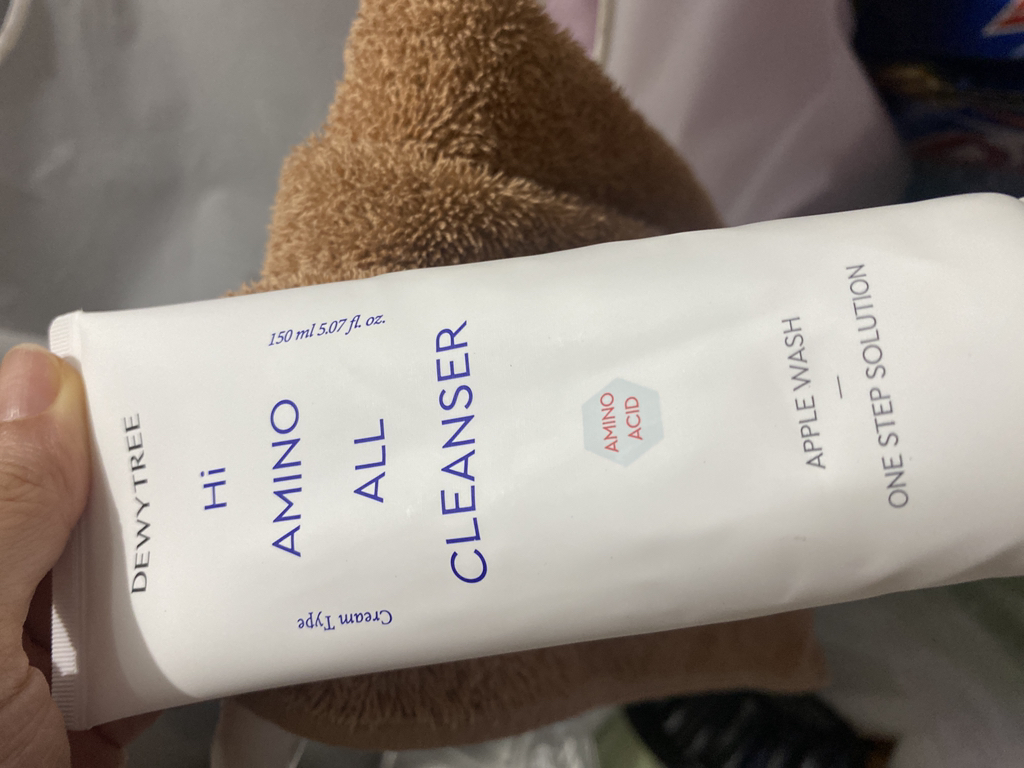 DEWYTREE
Hi
AMINO
ALL
CLEANSER
150 ml 5.07 fl. oz.
Cream Type
AMINO
ACID
APPLE WASH
—
ONE STEP SOLUTION